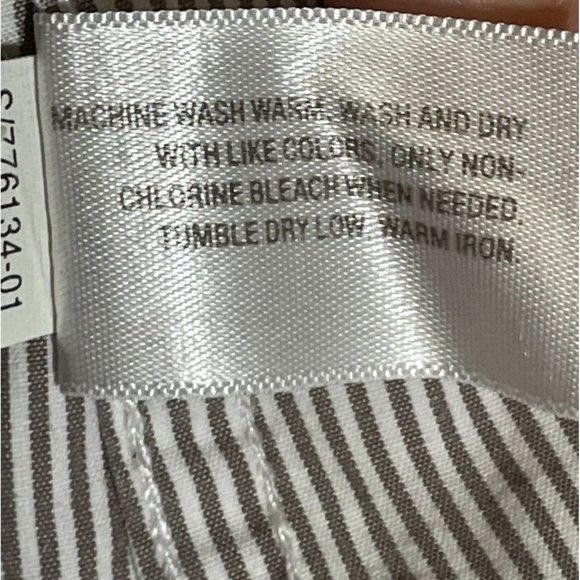 MACHINE WASH WARM, WASH AND DRY
WITH LIKE COLORS, ONLY NON-
CHLORINE BLEACH WHEN NEEDED.
TUMBLE DRY LOW. WARM IRON.
S/776134-01